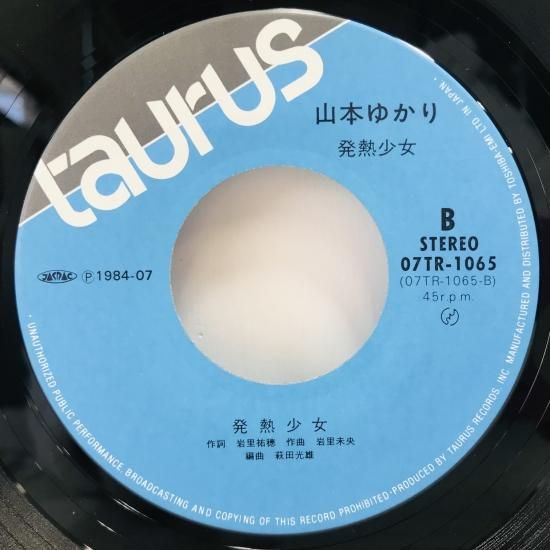 taurus
山本ゆかり
発熱少女
B
STEREO
07TR-1065
(07TR-1065-B)
45r.p.m.
JASRAC Ⓟ1984-07
発熱少女
作詞 岩里祐穂 作曲 岩里未央
編曲 萩田光雄
・UNAUTHORIZED PUBLIC PERFORMANCE, BROADCASTING AND COPYING OF THIS RECORD PROHIBITED・PRODUCED BY TAURUS RECORDS, INC. MANUFACTURED AND DISTRIBUTED BY TOSHIBA-EMI LTD IN JAPAN・